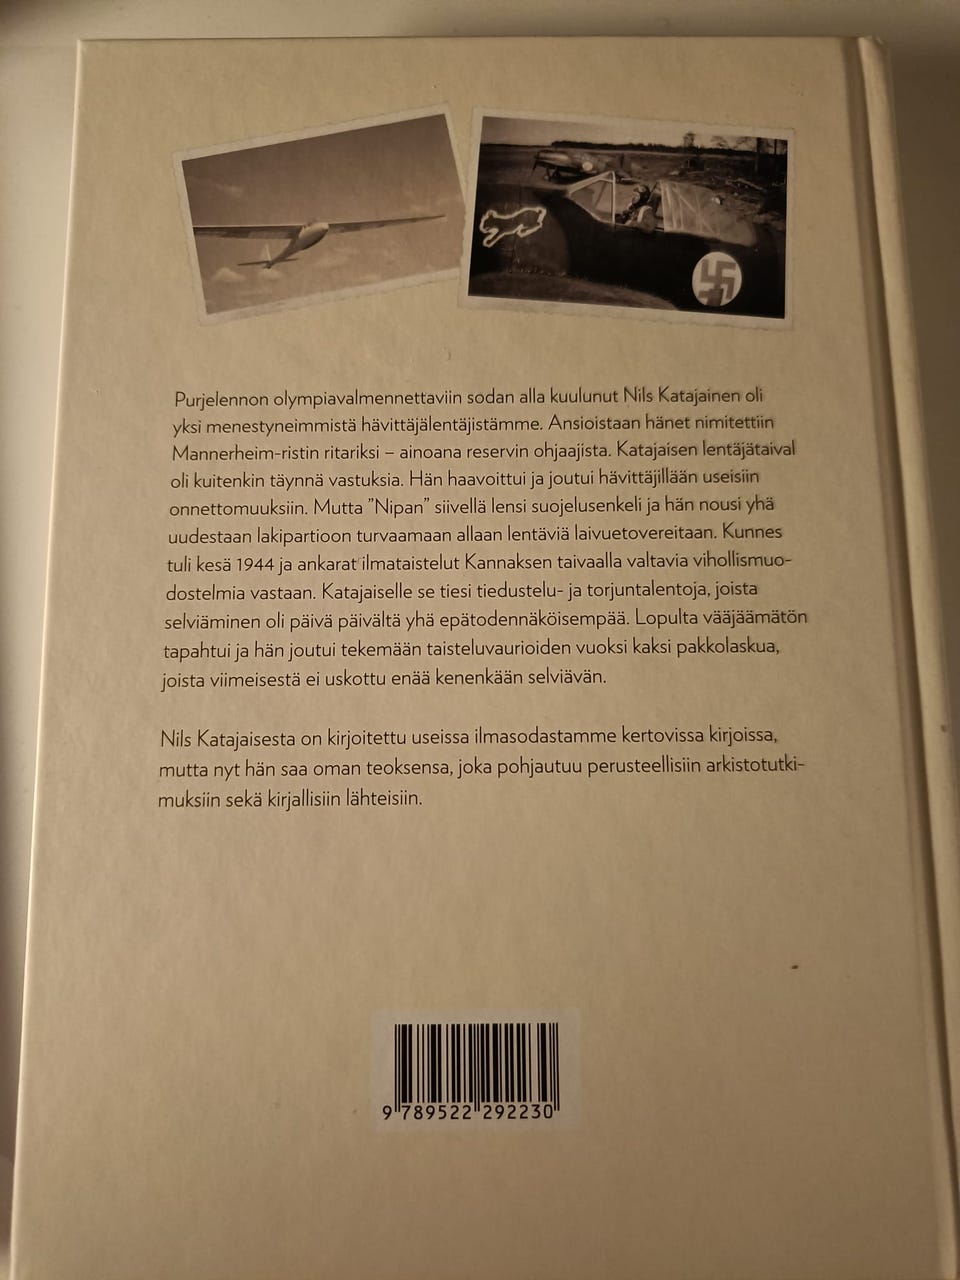 Purjelennon olympiavalmennettaviin sodan alla kuulunut Nils Katajainen oli
yksi menestyneimmistä hävittäjälentäjistämme. Ansioistaan hänet nimitettiin
Mannerheim-ristin ritariksi – ainoana reservin ohjaajista. Katajaisen lentäjätaival
oli kuitenkin täynnä vastuksia. Hän haavoittui ja joutui hävittäjillään useisiin
onnettomuuksiin. Mutta ”Nipan” siivellä lensi suojelusenkeli ja hän nousi yhä
uudestaan lakipartioon turvaamaan allaan lentäviä laivuetovereitaan. Kunnes
tuli kesä 1944 ja ankarat ilmataistelut Kannaksen taivaalla valtavia vihollismuo-
dostelmia vastaan. Katajaiselle se tiesi tiedustelu- ja torjuntalentoja, joista
selviäminen oli päivä päivältä yhä epätodennäköisempää. Lopulta vääjäämätön
tapahtui ja hän joutui tekemään taisteluvaurioiden vuoksi kaksi pakkolaskua,
joista viimeisestä ei uskottu enää kenenkään selviävän.
Nils Katajaisesta on kirjoitettu useissa ilmasodastamme kertovissa kirjoissa,
mutta nyt hän saa oman teoksensa, joka pohjautuu perusteellisiin arkistotutki-
muksiin sekä kirjallisiin lähteisiin.
9 789522 292230